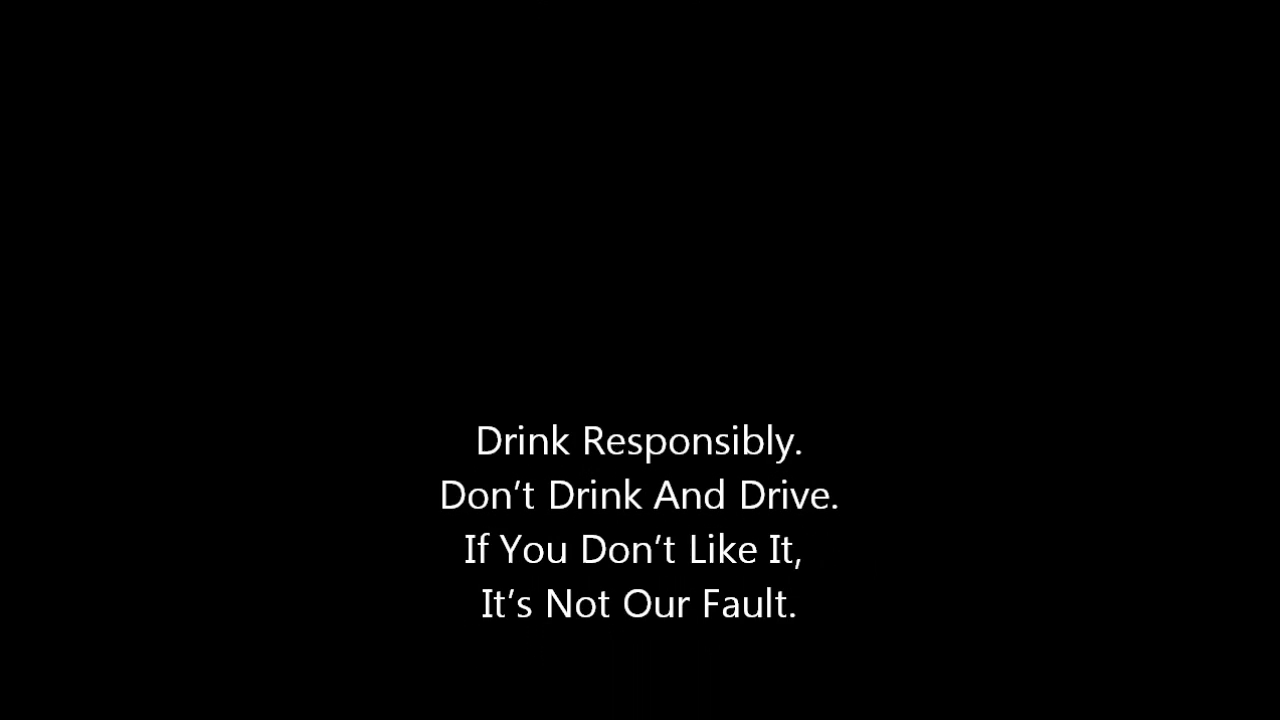 Drink Responsibly.
Don’t Drink And Drive.
If You Don’t Like It,
It’s Not Our Fault.